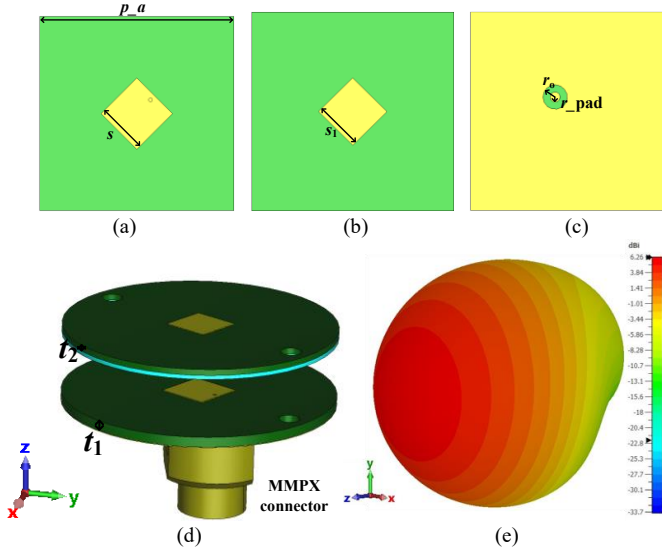 p_a
s
s1
ro
r_pad
(a)
(b)
(c)
t2
t1
z
y
x
MMPX
connector
(d)
y
z
x
(e)
dBi
6.26
3.84
1.41
-1.01
-3.44
-5.86
-8.28
-10.7
-13.1
-15.6
-18
-20.4
-22.8
-25.2
-27.7
-30.1
-33.7